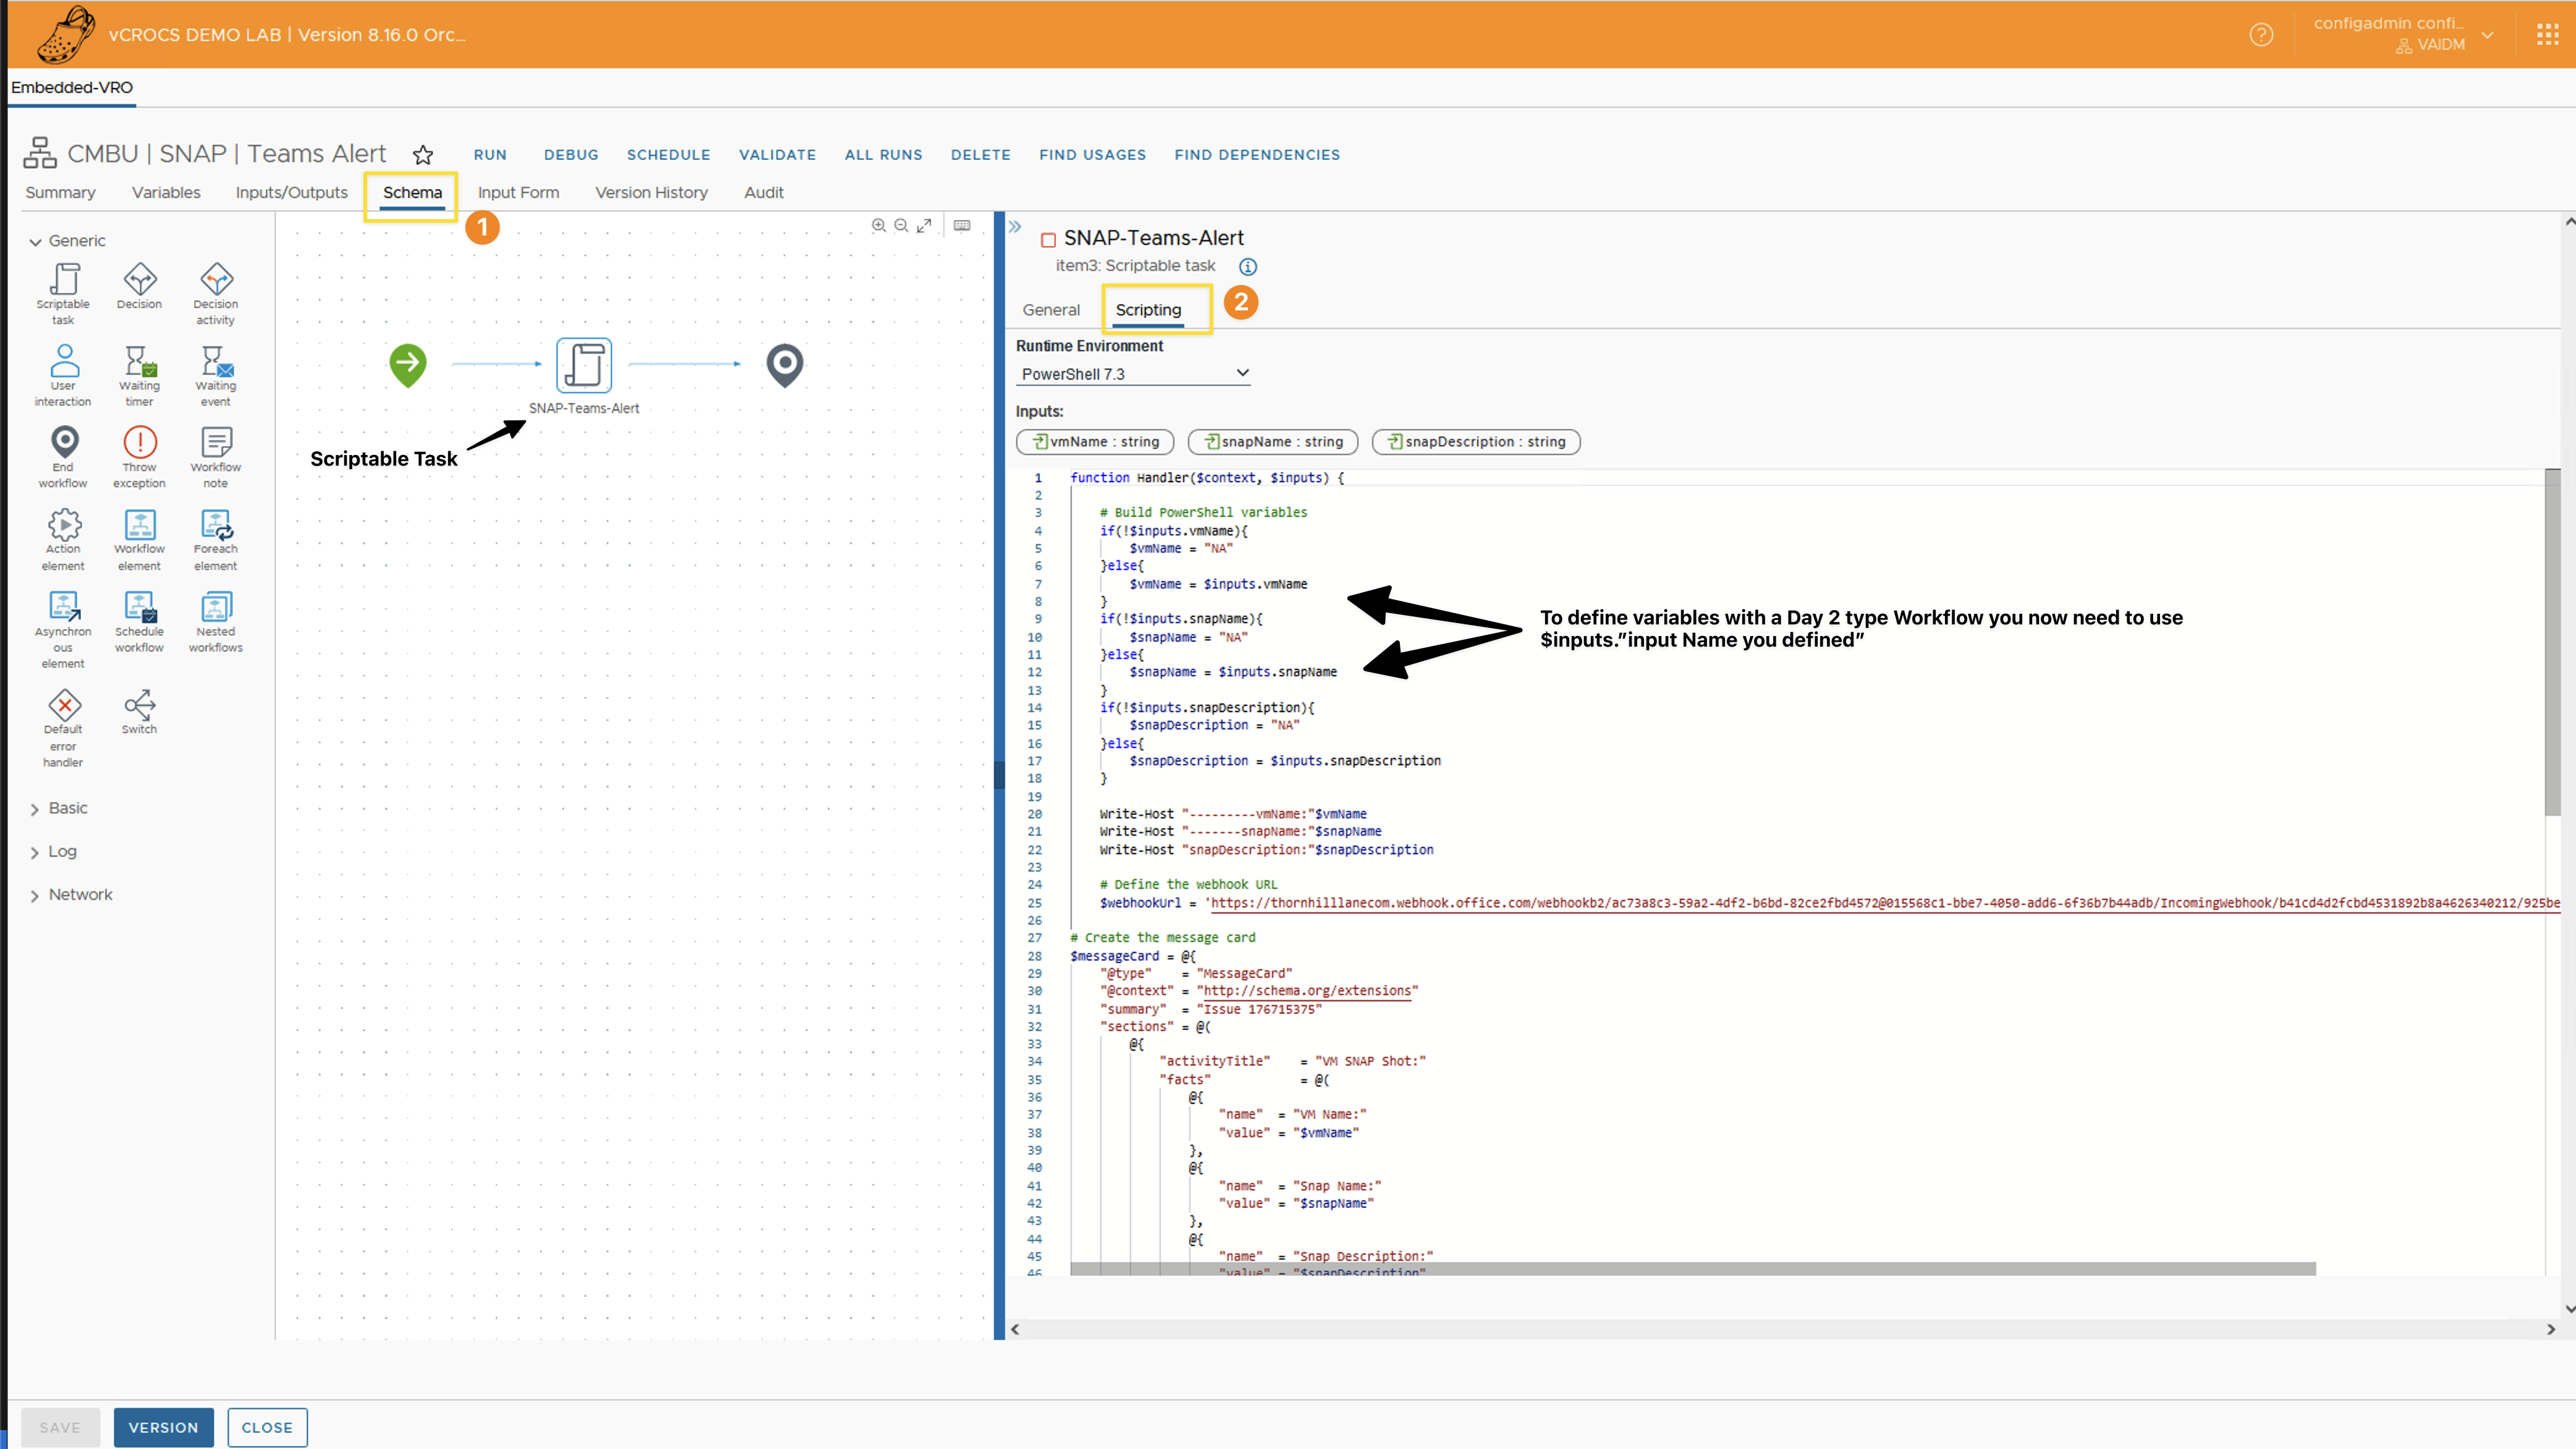 vCROCS DEMO LAB | Version 8.16.0 Orc...
configadmin confi...
VAIDM
Embedded-VRO
CMBU | SNAP | Teams Alert
RUN
DEBUG
SCHEDULE
VALIDATE
ALL RUNS
DELETE
FIND USAGES
FIND DEPENDENCIES
Summary
Variables
Inputs/Outputs
Schema
Input Form
Version History
Audit
1
Generic
Scriptable
task
Decision
Decision
activity
User
interaction
Waiting
timer
Waiting
event
End
workflow
Throw
exception
Workflow
note
Action
element
Workflow
element
Foreach
element
Asynchron
ous
element
Schedule
workflow
Nested
workflows
Default
error
handler
Switch
Basic
Log
Network
SNAP-Teams-Alert
Scriptable Task
SNAP-Teams-Alert
item3: Scriptable task
General
Scripting
2
Runtime Environment
PowerShell 7.3
Inputs:
vmName : string
snapName : string
snapDescription : string
1 function Handler($context, $inputs) {
2
3 # Build PowerShell variables
4 if(!$inputs.vmName){
5 $vmName = "NA"
6 }else{
7 $vmName = $inputs.vmName
8 }
9 if(!$inputs.snapName){
10 $snapName = "NA"
11 }else{
12 $snapName = $inputs.snapName
13 }
14 if(!$inputs.snapDescription){
15 $snapDescription = "NA"
16 }else{
17 $snapDescription = $inputs.snapDescription
18 }
19
20 Write-Host "---------vmName:"$vmName
21 Write-Host "-------snapName:"$snapName
22 Write-Host "snapDescription:"$snapDescription
23
24 # Define the webhook URL
25 $webhookUrl = 'https://thornhilllanecom.webhook.office.com/webhookb2/ac73a8c3-59a2-4df2-b6bd-82ce2fbd4572@015568c1-bbe7-4050-add6-6f36b7b44adb/IncomingWebhook/b41cd4d2fcbd4531892b8a4626340212/925be
26
27 # Create the message card
28 $messageCard = @{
29 "@type" = "MessageCard"
30 "@context" = "http://schema.org/extensions"
31 "summary" = "Issue 176715375"
32 "sections" = @(
33 @{
34 "activityTitle" = "VM SNAP Shot:"
35 "facts" = @(
36 @{
37 "name" = "VM Name:"
38 "value" = "$vmName"
39 },
40 @{
41 "name" = "Snap Name:"
42 "value" = "$snapName"
43 },
44 @{
45 "name" = "Snap Description:"
46 "value" = "$snapDescription"
To define variables with a Day 2 type Workflow you now need to use
$inputs."input Name you defined"
SAVE
VERSION
CLOSE